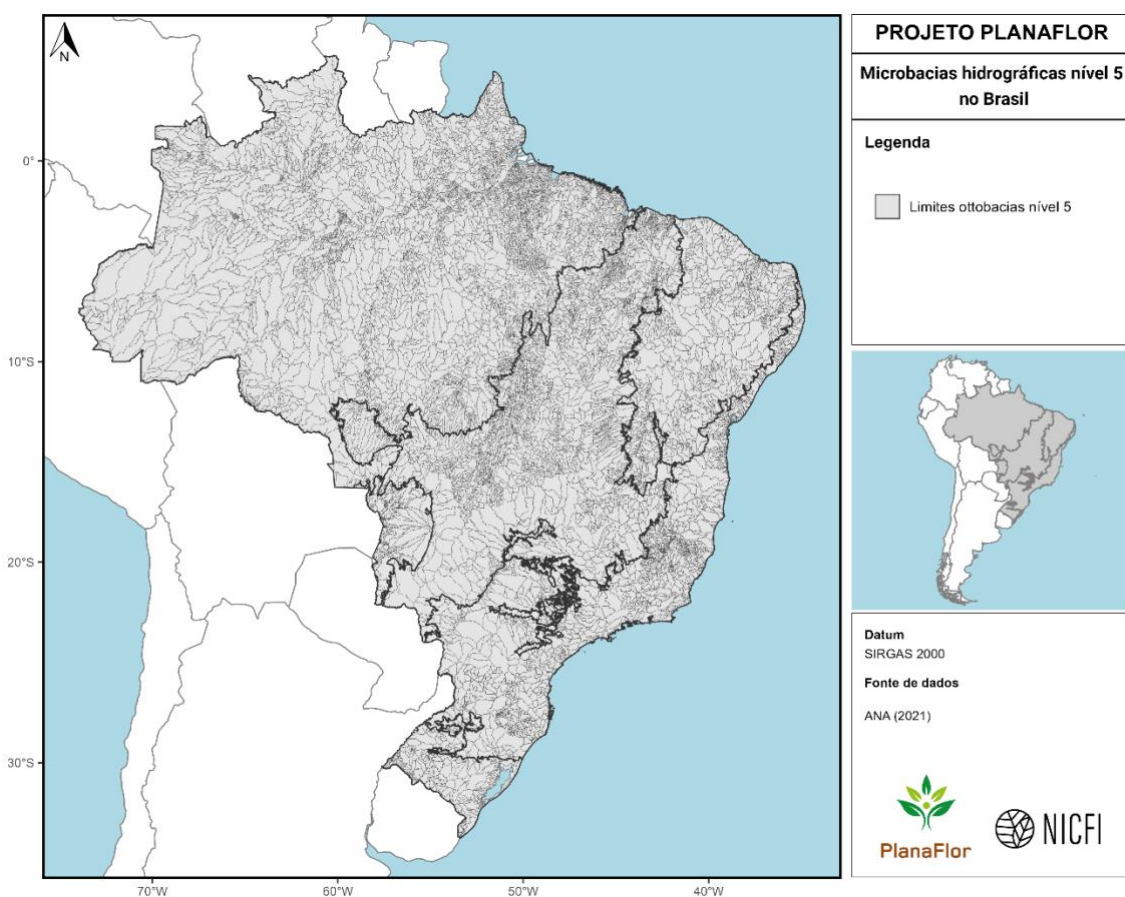 PROJETO PLANAFLOR
Microbacias hidrográficas nível 5
no Brasil
Legenda
Limites ottobacias nível 5
N
0°
10°S
20°S
30°S
70°W
60°W
50°W
40°W
Datum
SIRGAS 2000
Fonte de dados
ANA (2021)
PlanaFlor
NICFI